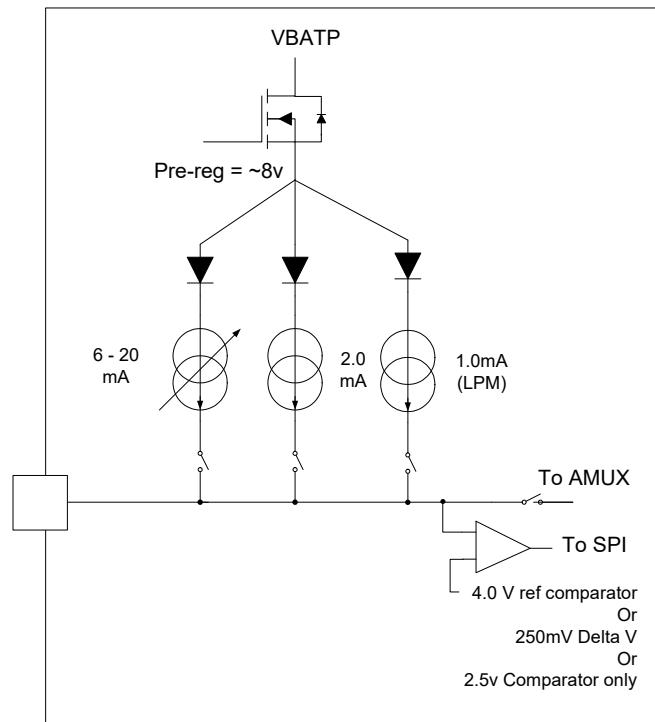 VBATP
Pre-reg = ~8v
6 - 20
mA
2.0
mA
1.0mA
(LPM)
To AMUX
To SPI
4.0 V ref comparator
Or
250mV Delta V
Or
2.5v Comparator only